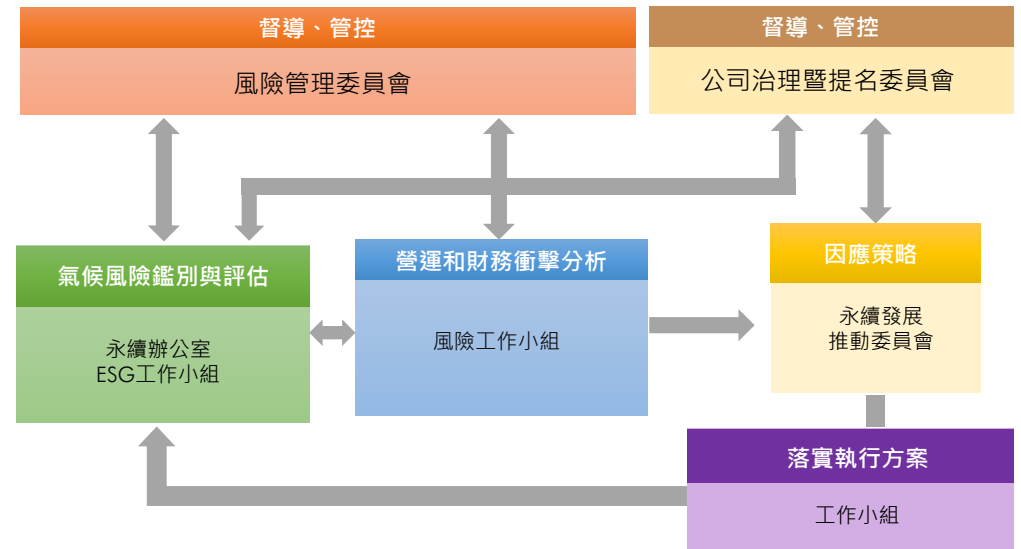 督導、管控
風險管理委員會
督導、管控
公司治理暨提名委員會
氣候風險鑑別與評估
永續辦公室
ESG工作小組
營運和財務衝擊分析
風險工作小組
因應策略
永續發展
推動委員會
落實執行方案
工作小組